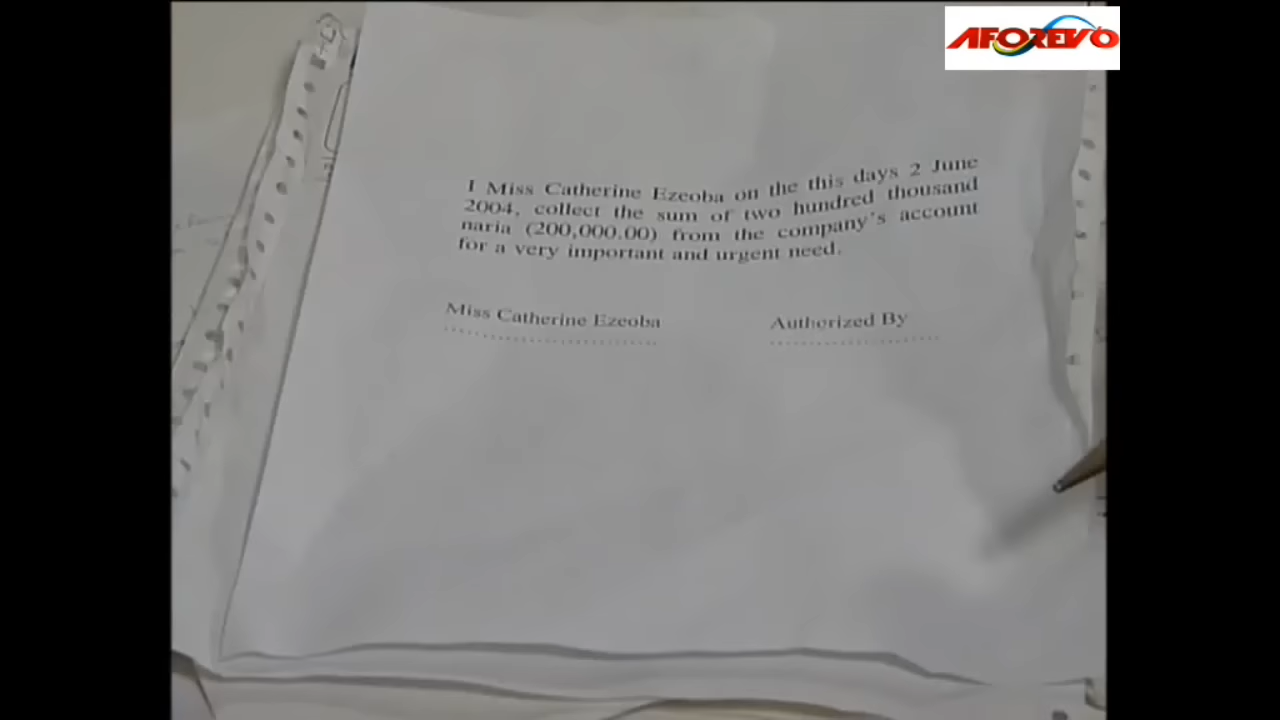 AFOREVO
I Miss Catherine Ezeoba on the this days 2 June
2004, collect the sum of two hundred thousand
naria (200,000.00) from the company's account
for a very important and urgent need.
Miss Catherine Ezeoba Authorized By
........................ ....................